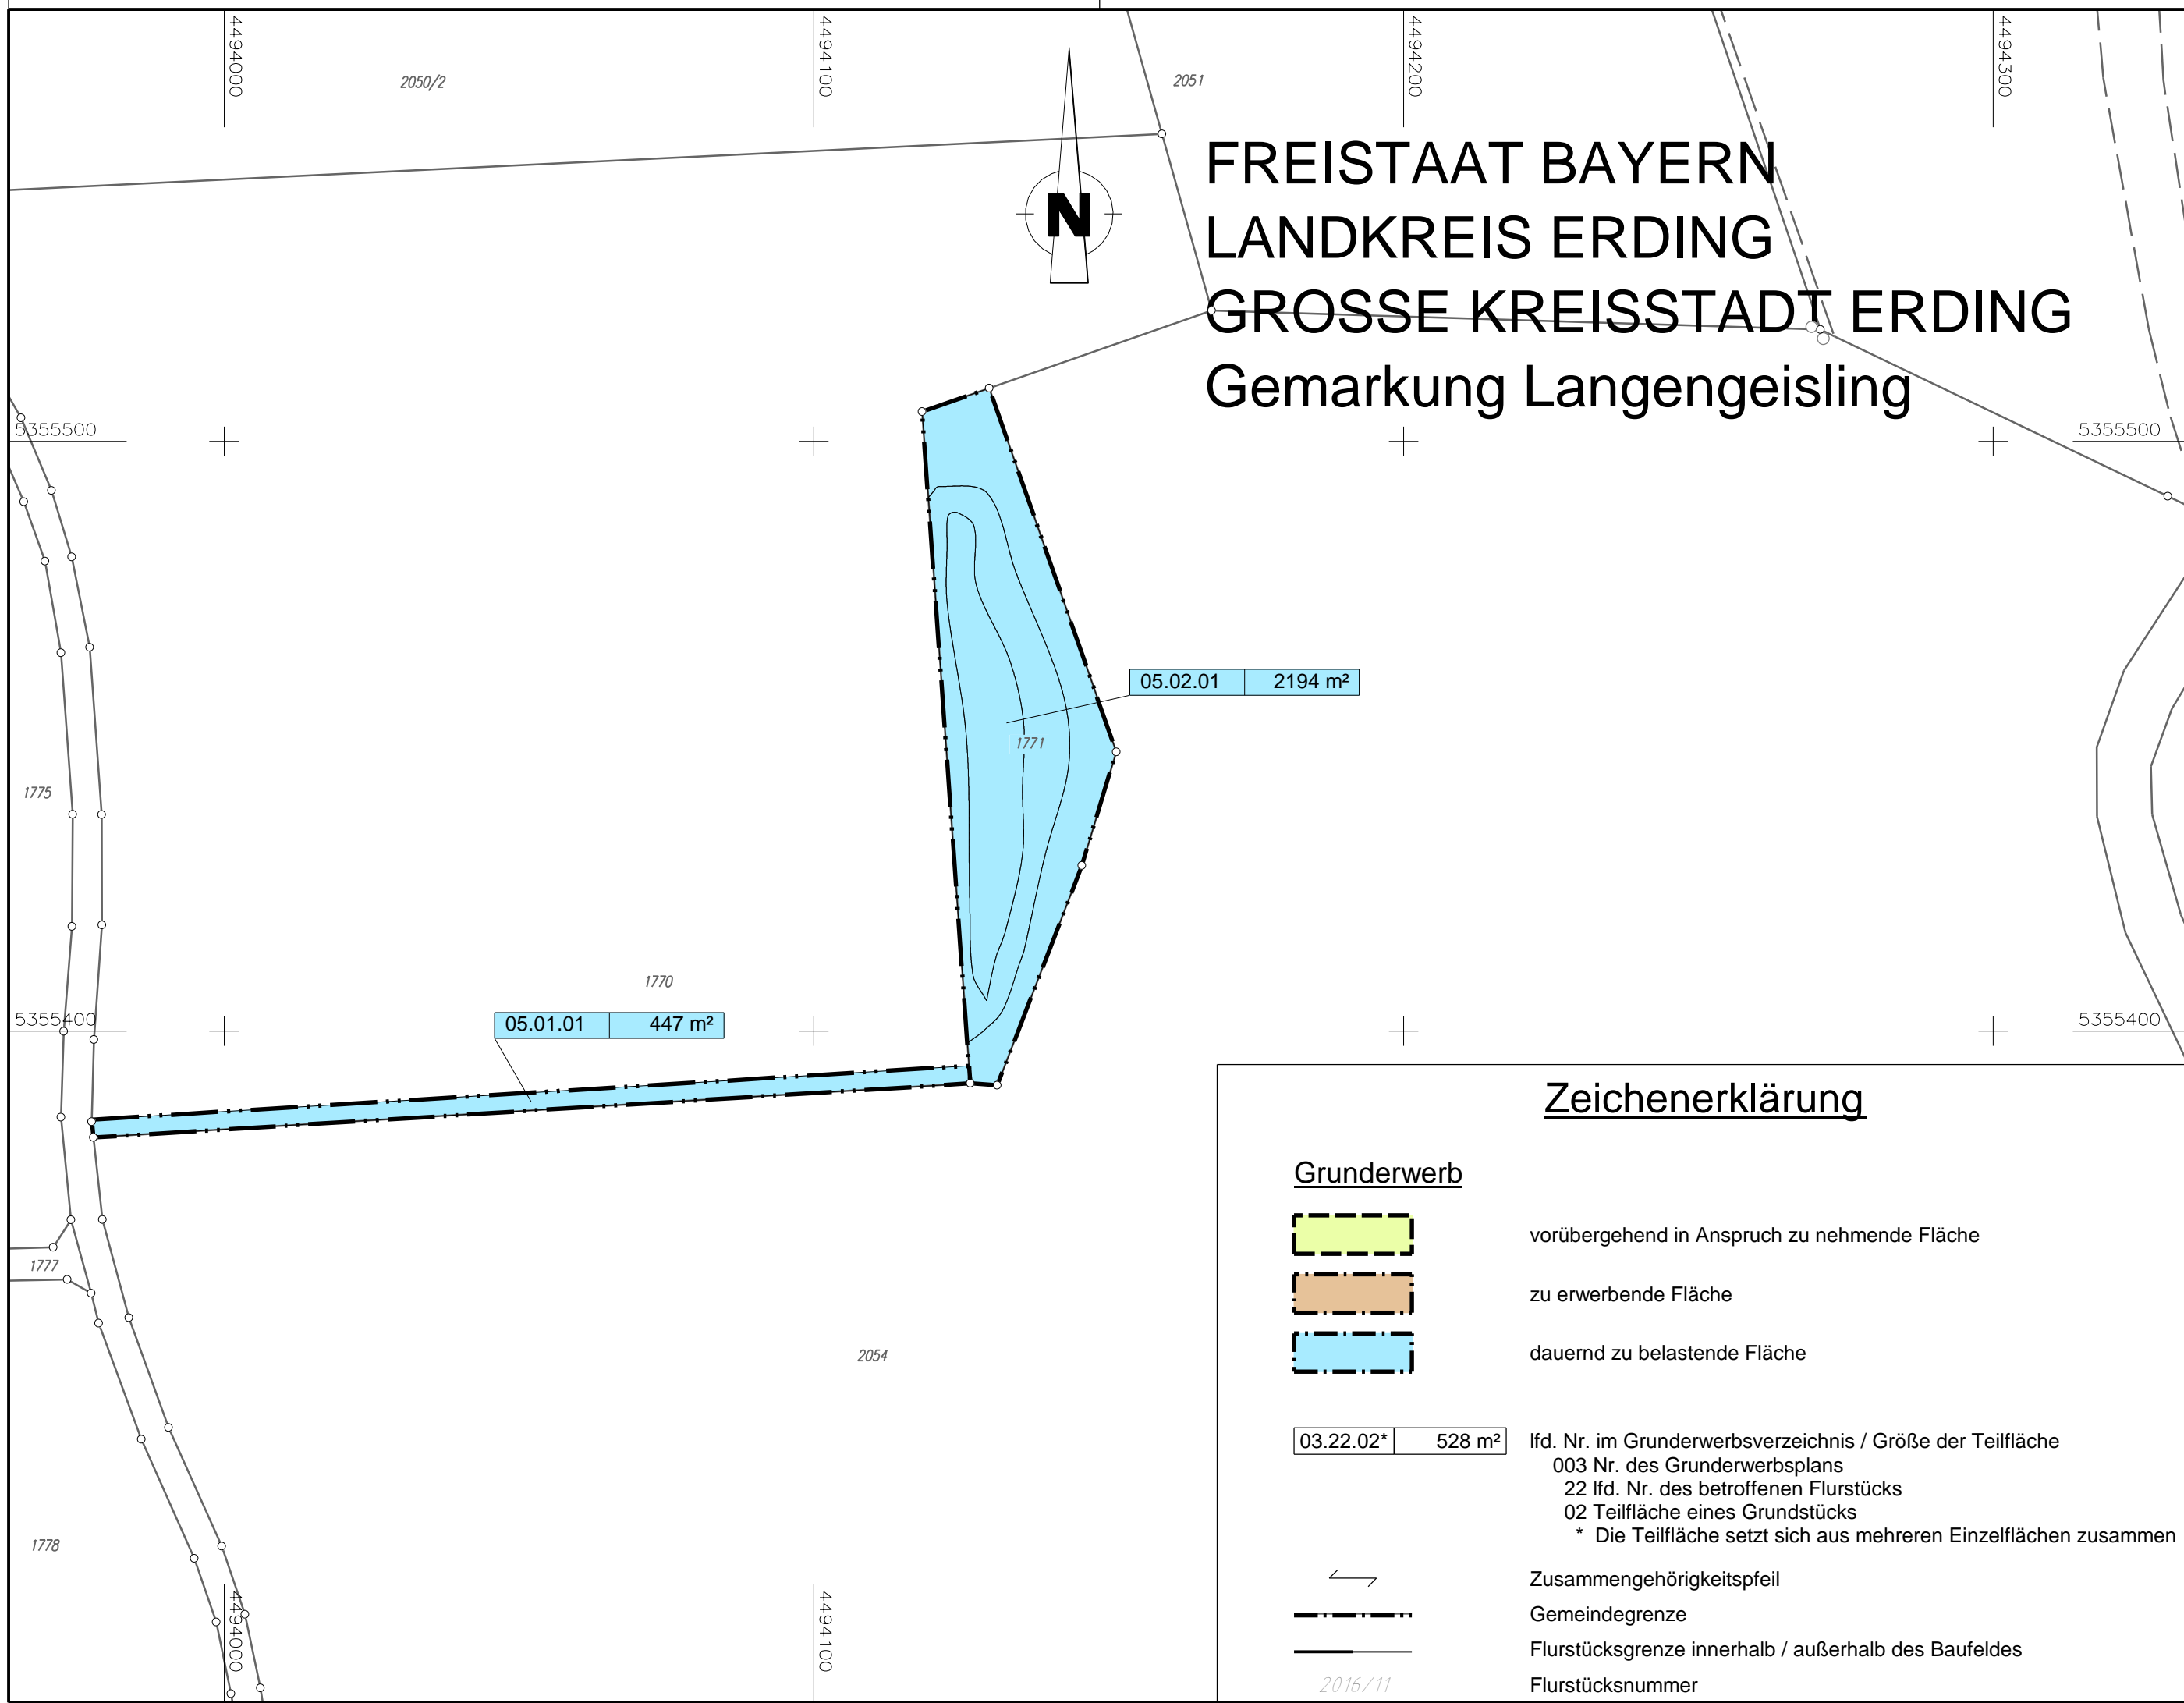 4494000
4494100
4494200
4494300
2050/2
2051
N
FREISTAAT BAYERN
LANDKREIS ERDING
GROSSE KREISSTADT ERDING
Gemarkung Langengeisling
5355500
5355500
05.02.01 2194 m²
1771
1775
1770
05.01.01 447 m²
5355400
5355400
Zeichenerklärung
Grunderwerb
vorübergehend in Anspruch zu nehmende Fläche
1777
zu erwerbende Fläche
dauernd zu belastende Fläche
2054
03.22.02* 528 m²
lfd. Nr. im Grunderwerbsverzeichnis / Größe der Teilfläche
003 Nr. des Grunderwerbsplans
22 lfd. Nr. des betroffenen Flurstücks
02 Teilfläche eines Grundstücks
* Die Teilfläche setzt sich aus mehreren Einzelflächen zusammen
1778
Zusammengehörigkeitspfeil
Gemeindegrenze
Flurstücksgrenze innerhalb / außerhalb des Baufeldes
2016/11 Flurstücksnummer
4494000
4494100